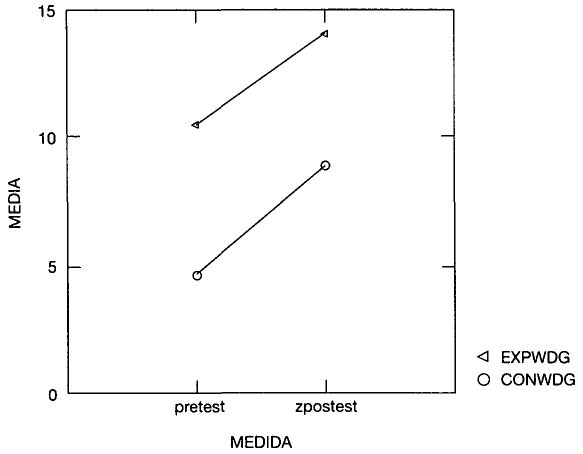 15
10
MEDIA
5
0
pretest zpostest
MEDIDA
EXPWDG
CONWDG